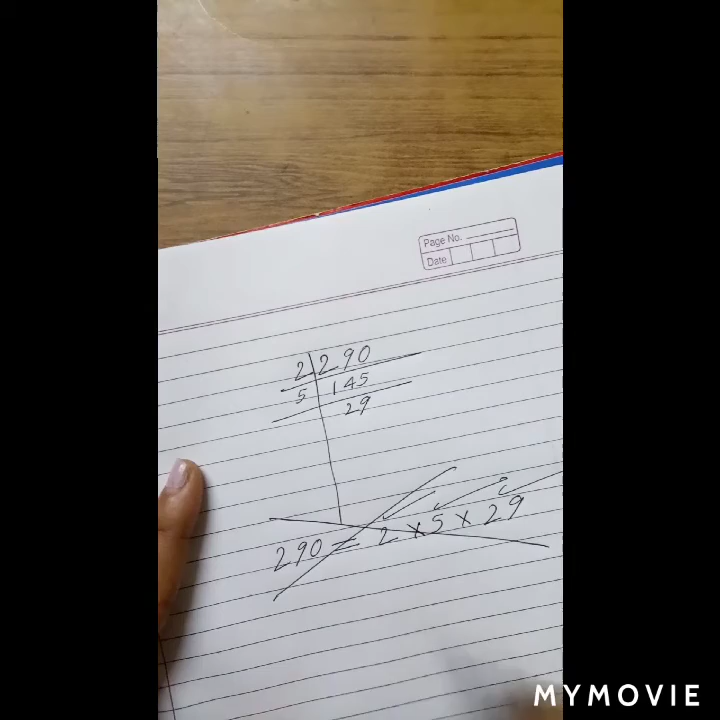 Page No.
Date
2 290
5 145
29
290 = 2 x 5 x 29
MYMOVIE